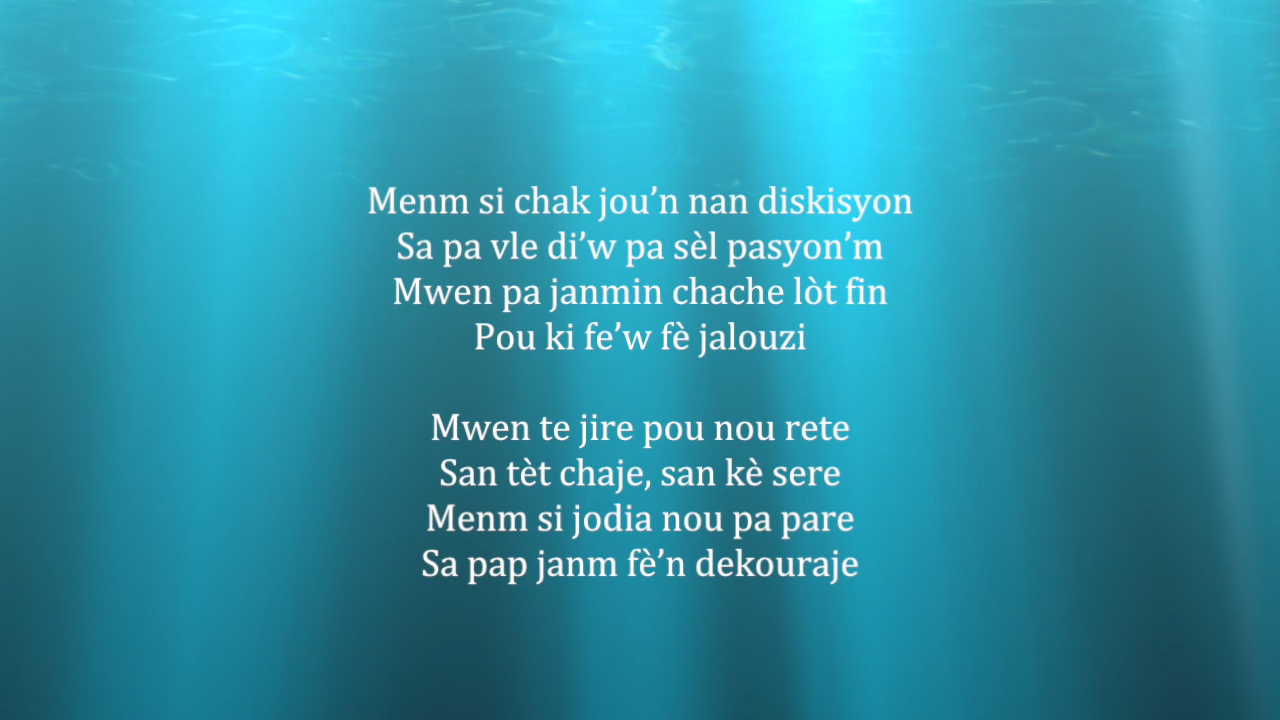 Menm si chak jou’n nan diskisyon
Sa pa vle di’w pa sèl pasyon’m
Mwen pa janmin chache lòt fin
Pou ki fe’w fè jalouzi
Mwen te jire pou nou rete
San tèt chaje, san kè sere
Menm si jodia nou pa pare
Sa pap janm fè’n dekouraje